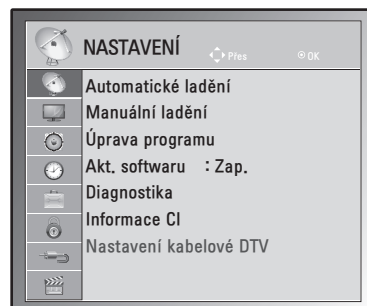 NASTAVENÍ
Přes
OK
Automatické ladění
Manuální ladění
Úprava programu
Akt. softwaru : Zap.
Diagnostika
Informace CI
Nastavení kabelové DTV